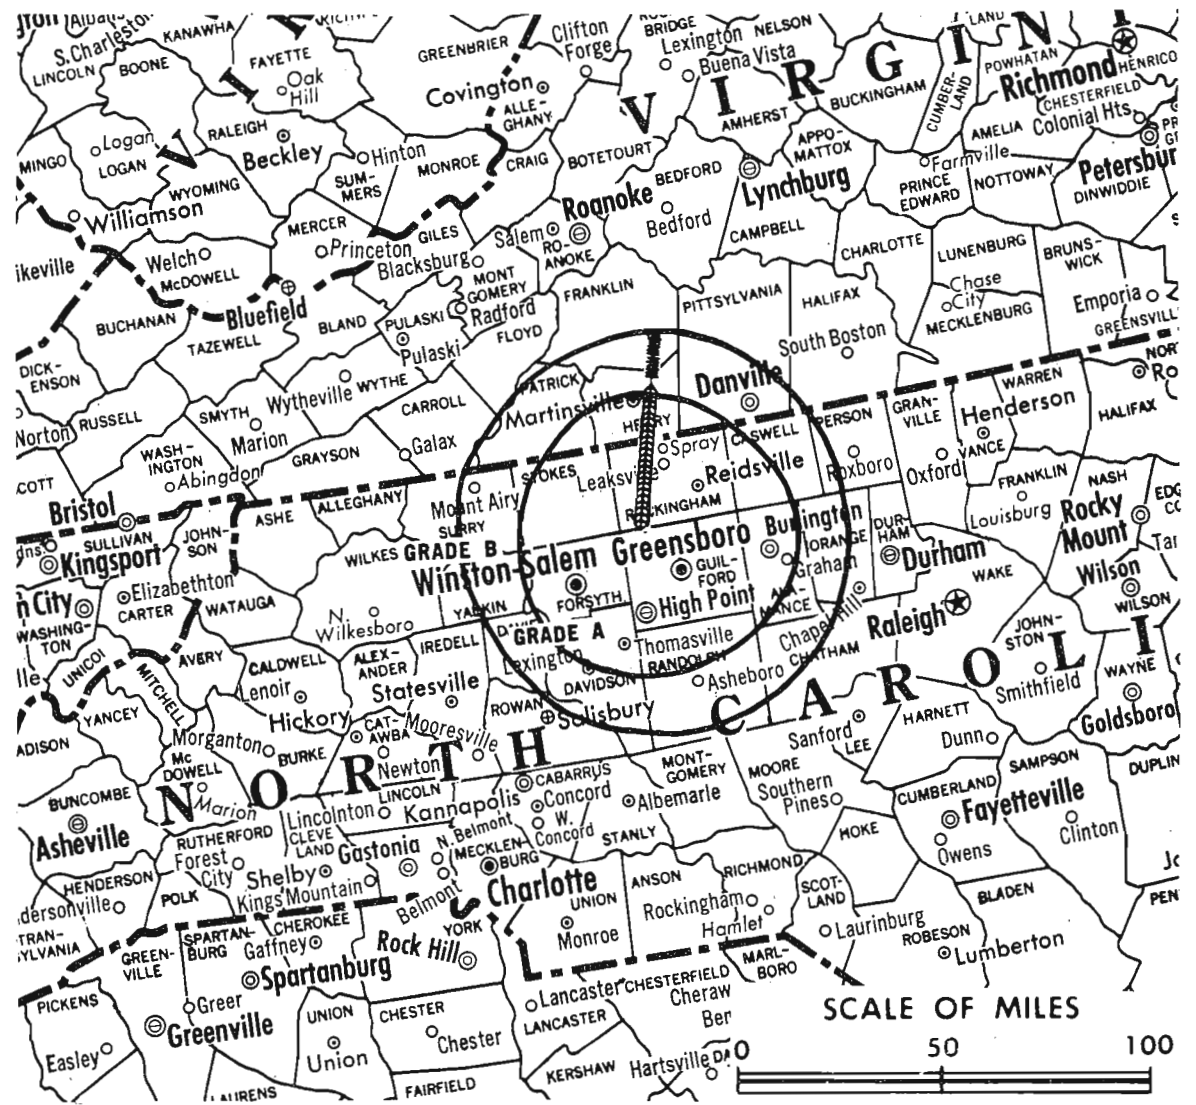 S.Charleston
KANAWHA
LINCOLN
BOONE
FAYETTE
Oak
Hill
GREENBRIER
Clifton
Forge
BRIDGE
NELSON
Lexington
Buena Vista
LAND
POWHATAN
Richmond
HENRICO
CHESTERFIELD
Colonial Hts.
VIRGINI
Covington
ALLE-
GHANY
AMHERST
BUCKINGHAM
CUMBER-
LAND
AMELIA
Logan
LOGAN
MINGO
RALEIGH
Beckley
Hinton
SUM-
MERS
MONROE
CRAIG
BOTETOURT
BEDFORD
APPO-
MATTOX
Lynchburg
Farmville
PRINCE
EDWARD
NOTTOWAY
DINWIDDIE
WYOMING
Williamson
MERCER
Princeton
GILES
Blacksburg
Salem
RO-
ANOKE
Roanoke
Bedford
CAMPBELL
CHARLOTTE
LUNENBURG
BRUNS-
WICK
Welch
McDOWELL
Bluefield
MONT
GOMERY
Radford
FRANKLIN
PITTSYLVANIA
HALIFAX
Chase
City
MECKLENBURG
Emporia
GREENSVILL
BUCHANAN
TAZEWELL
BLAND
PULASKI
Pulaski
FLOYD
South Boston
DICK-
ENSON
RUSSELL
SMYTH
Marion
Wytheville
WYTHE
CARROLL
PATRICK
Martinsville
HENRY
Danville
WARREN
Norton
WASH-
INGTON
Abingdon
GRAYSON
Galax
STOKES
Leaksville
Spray
CASWELL
PERSON
GRAN-
VILLE
Henderson
VANCE
HALIFAX
Reidsville
ROCKINGHAM
Roxboro
Oxford
FRANKLIN
NASH
Louisburg
Rocky
Mount
Bristol
SULLIVAN
Kingsport
JOHN-
SON
ASHE
ALLEGHANY
Mount Airy
SURRY
WILKES
GRADE B
Winston-Salem
Greensboro
GUIL-
FORD
Burlington
ORANGE
Graham
DUR-
HAM
Durham
WAKE
Wilson
WILSON
Elizabethton
CARTER
WATAUGA
N.
Wilkesboro
YADKIN
FORSYTH
High Point
ALA-
MANCE
Chapel Hill
Raleigh
WASHING-
TON
UNICOI
AVERY
MITCHELL
CALDWELL
Lenoir
ALEX-
ANDER
IREDELL
Statesville
DAVIE
GRADE A
Lexington
Thomasville
RANDOLPH
Asheboro
CHATHAM
JOHN-
STON
Smithfield
WAYNE
Goldsboro
YANCEY
Morganton
BURKE
Hickory
CAT-
AWBA
Newton
Mooresville
ROWAN
Salisbury
DAVIDSON
NORTH CAROLI
Sanford
LEE
HARNETT
Dunn
Mc
DOWELL
Marion
BUNCOMBE
Asheville
RUTHERFORD
Forest
City
CLEVE
LAND
Shelby
Lincolnton
LINCOLN
Kannapolis
CABARRUS
Concord
W.
Concord
MONT-
GOMERY
Albemarle
STANLY
MOORE
Southern
Pines
CUMBERLAND
Fayetteville
SAMPSON
DUPLIN
Clinton
HOKE
Owens
HENDERSON
POLK
Gastonia
Kings Mountain
N. Belmont
Belmont
MECKLEN-
BURG
Charlotte
UNION
Monroe
ANSON
RICHMOND
Rockingham
Hamlet
SCOT-
LAND
Laurinburg
ROBESON
Lumberton
BLADEN
PEN
TRAN-
SYLVANIA
GREEN-
VILLE
SPARTAN-
BURG
CHEROKEE
Gaffney
YORK
Rock Hill
Spartanburg
PICKENS
Greer
Greenville
Easley
UNION
Union
CHESTER
Chester
FAIRFIELD
LAURENS
Lancaster
LANCASTER
KERSHAW
CHESTERFIELD
Cheraw
Hartsville
MARL-
BORO
SCALE OF MILES
0 50 100